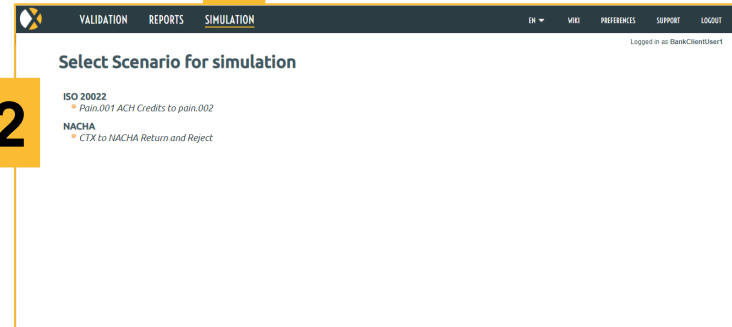 VALIDATION REPORTS SIMULATION EN WIKI PREFERENCES SUPPORT LOGOUT
Logged in as BankClientUser1
Select Scenario for simulation
ISO 20022
Pain.001 ACH Credits to pain.002
2
NACHA
CTX to NACHA Return and Reject